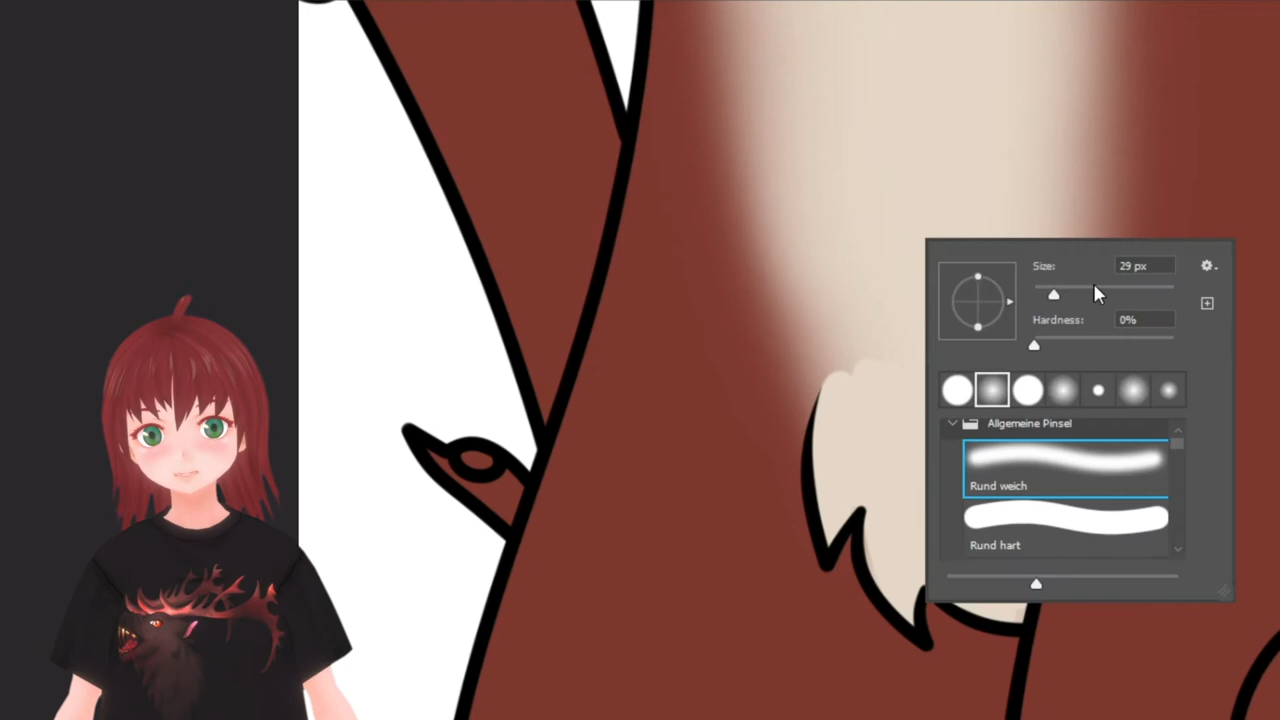 Size:
29 px
Hardness:
0%
Allgemeine Pinsel
Rund weich
Rund hart